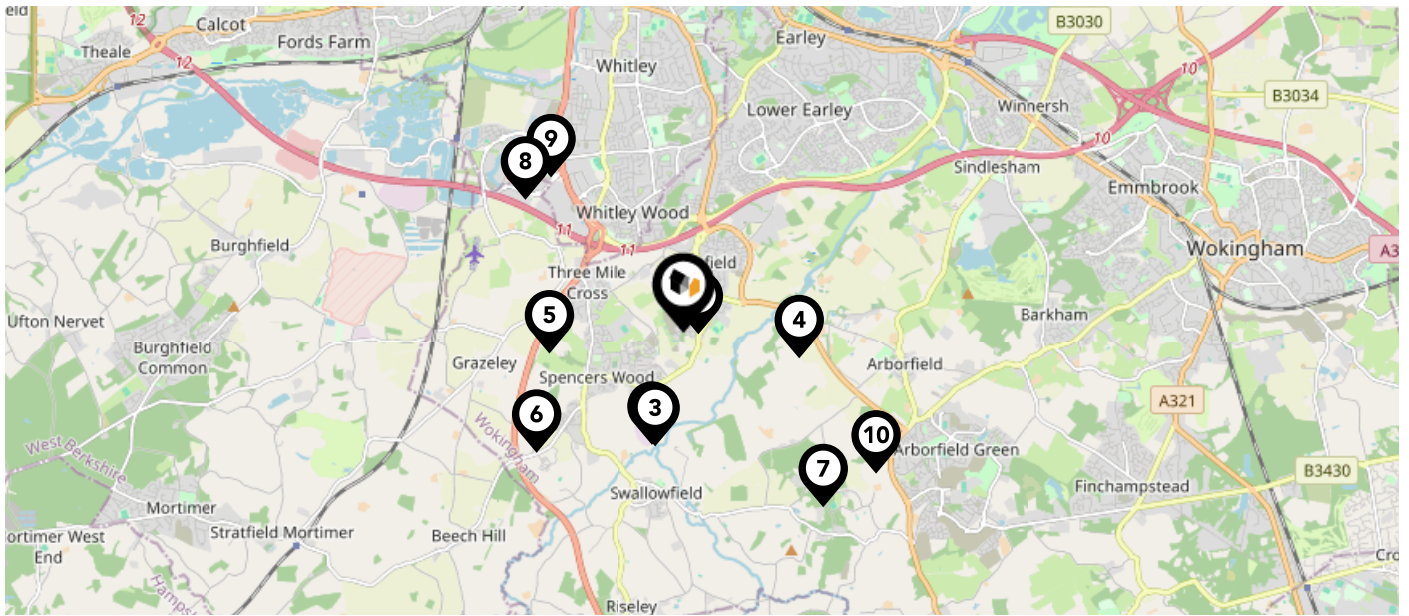 eld
12
Calcot
B3030
Theale
Fords Farm
Earley
12
Whitley
10
B3034
Lower Earley
Winnersh
9
10
8
Sindlesham
Emmbrook
Whitley Wood
11
11
Burghfield
Wokingham
A3
field
Three Mile
Cross
5
4
Ufton Nervet
Barkham
Burghfield
Common
Grazeley
Arborfield
Spencers Wood
A321
3
6
Wokingham
10
West Berkshire
Arborfield Green
7
B3430
Finchampstead
Swallowfield
Mortimer
Stratfield Mortimer
Beech Hill
ortimer West
End
Cro
Hamps
Riseley